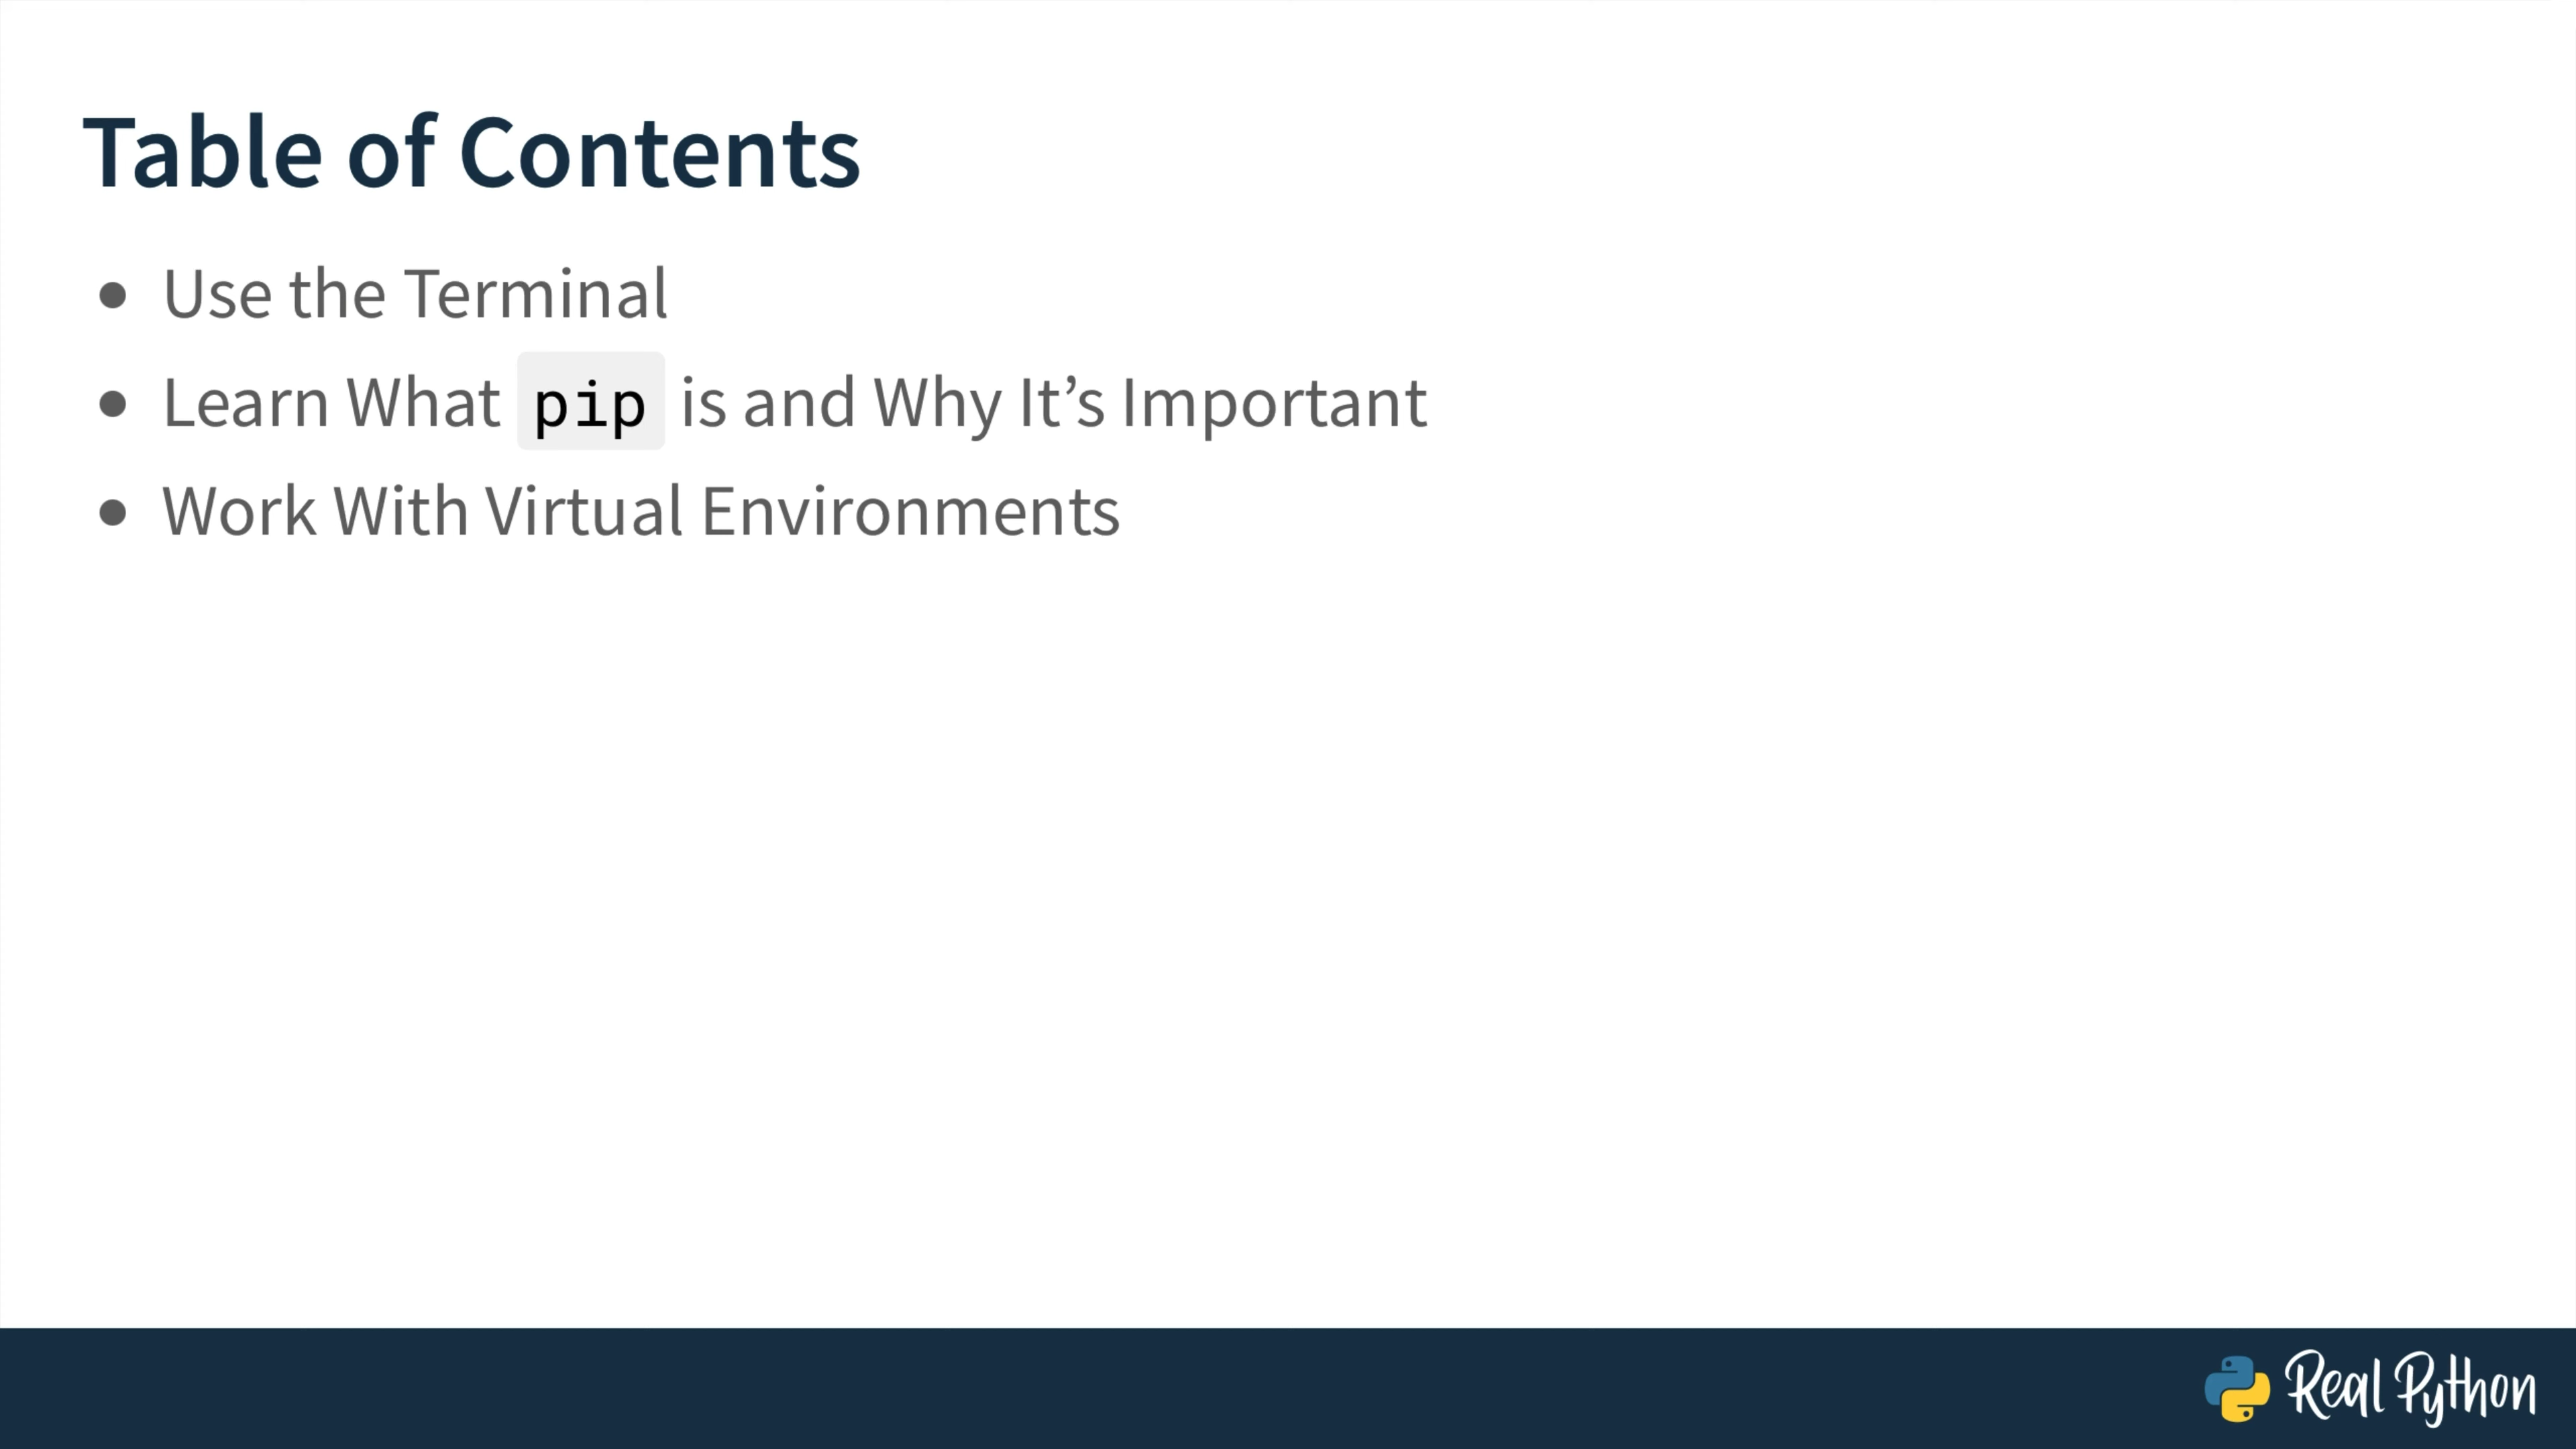 Table of Contents
Use the Terminal
Learn What pip is and Why It’s Important
Work With Virtual Environments
Real Python